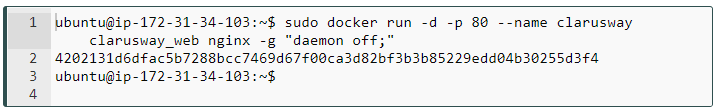 1 ubuntu@ip-172-31-34-103:~$ sudo docker run -d -p 80 --name clarusway
clarusway_web nginx -g "daemon off;"
2 4202131d6dfac5b7288bcc7469d67f00ca3d82bf3b3b85229edd04b30255d3f4
3 ubuntu@ip-172-31-34-103:~$
4